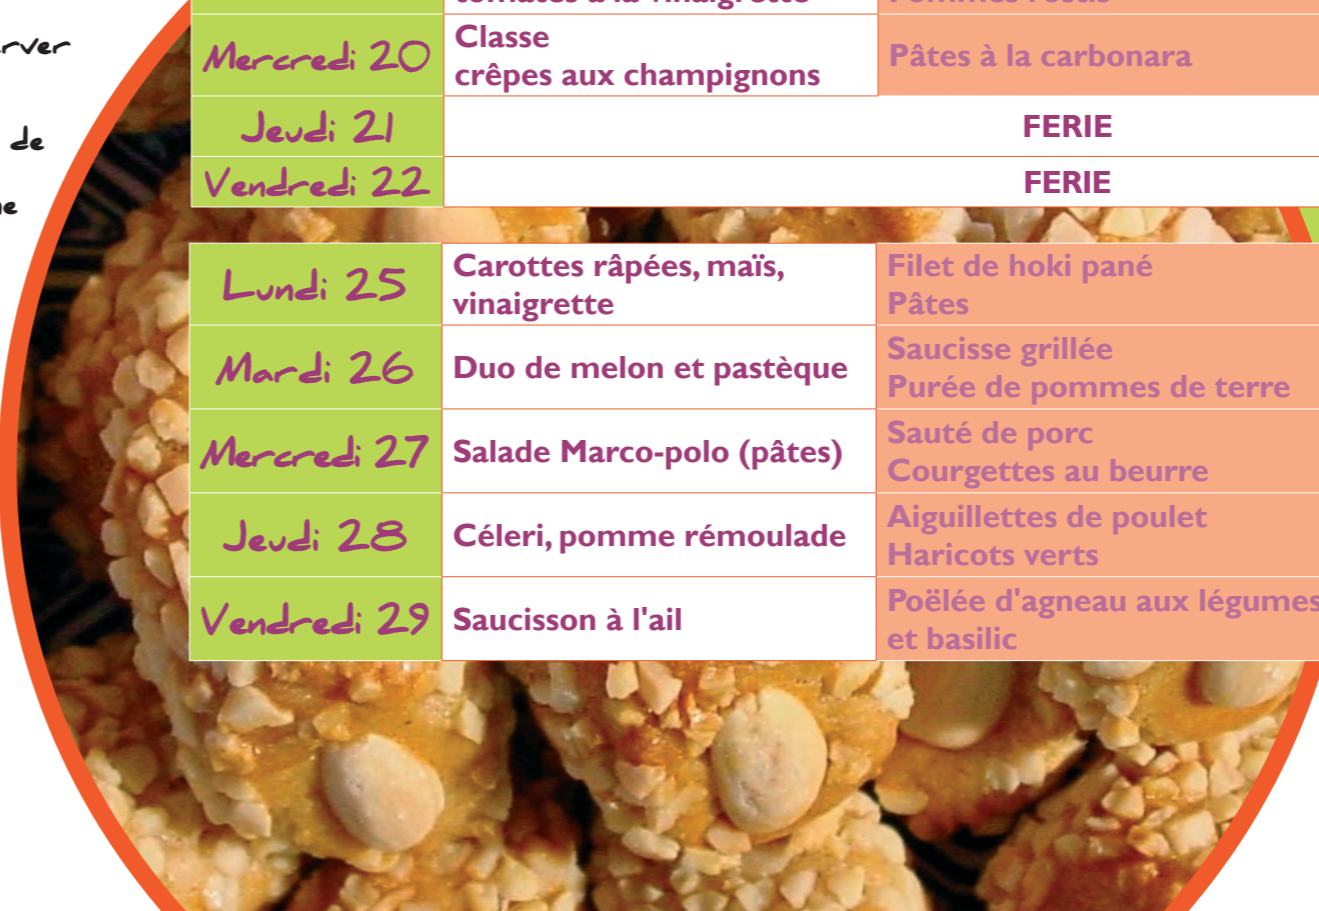 Mercredi 20
Classe
crêpes aux champignons
Pâtes à la carbonara
de
Jeudi 21
FERIE
Vendredi 22
FERIE
Lundi 25
Carottes râpées, maïs,
vinaigrette
Filet de hoki pané
Pâtes
Mardi 26
Duo de melon et pastèque
Saucisse grillée
Purée de pommes de terre
Mercredi 27
Salade Marco-polo (pâtes)
Sauté de porc
Courgettes au beurre
Jeudi 28
Céleri, pomme rémoulade
Aiguillettes de poulet
Haricots verts
Vendredi 29
Saucisson à l'ail
Poëlée d'agneau aux légumes
et basilic